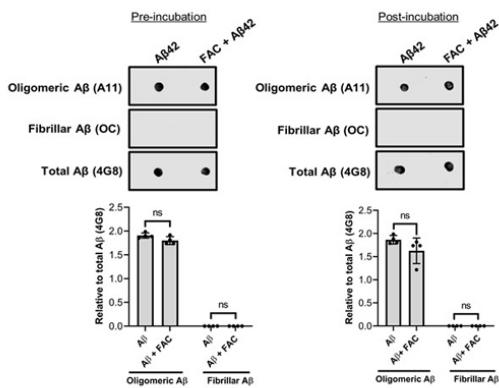 Pre-incubation
Aβ42
FAC + Aβ42
Oligomeric Aβ (A11)
Fibrillar Aβ (OC)
Total Aβ (4G8)
Relative to total Aβ (4G8)
2.5
2.0
1.5
1.0
0.5
0.0
ns
ns
Aβ
Aβ + FAC
Aβ
Aβ + FAC
Oligomeric Aβ
Fibrillar Aβ
Post-incubation
Aβ42
FAC + Aβ42
Oligomeric Aβ (A11)
Fibrillar Aβ (OC)
Total Aβ (4G8)
Relative to total Aβ (4G8)
2.5
2.0
1.5
1.0
0.5
0.0
ns
ns
Aβ
Aβ + FAC
Aβ
Aβ + FAC
Oligomeric Aβ
Fibrillar Aβ